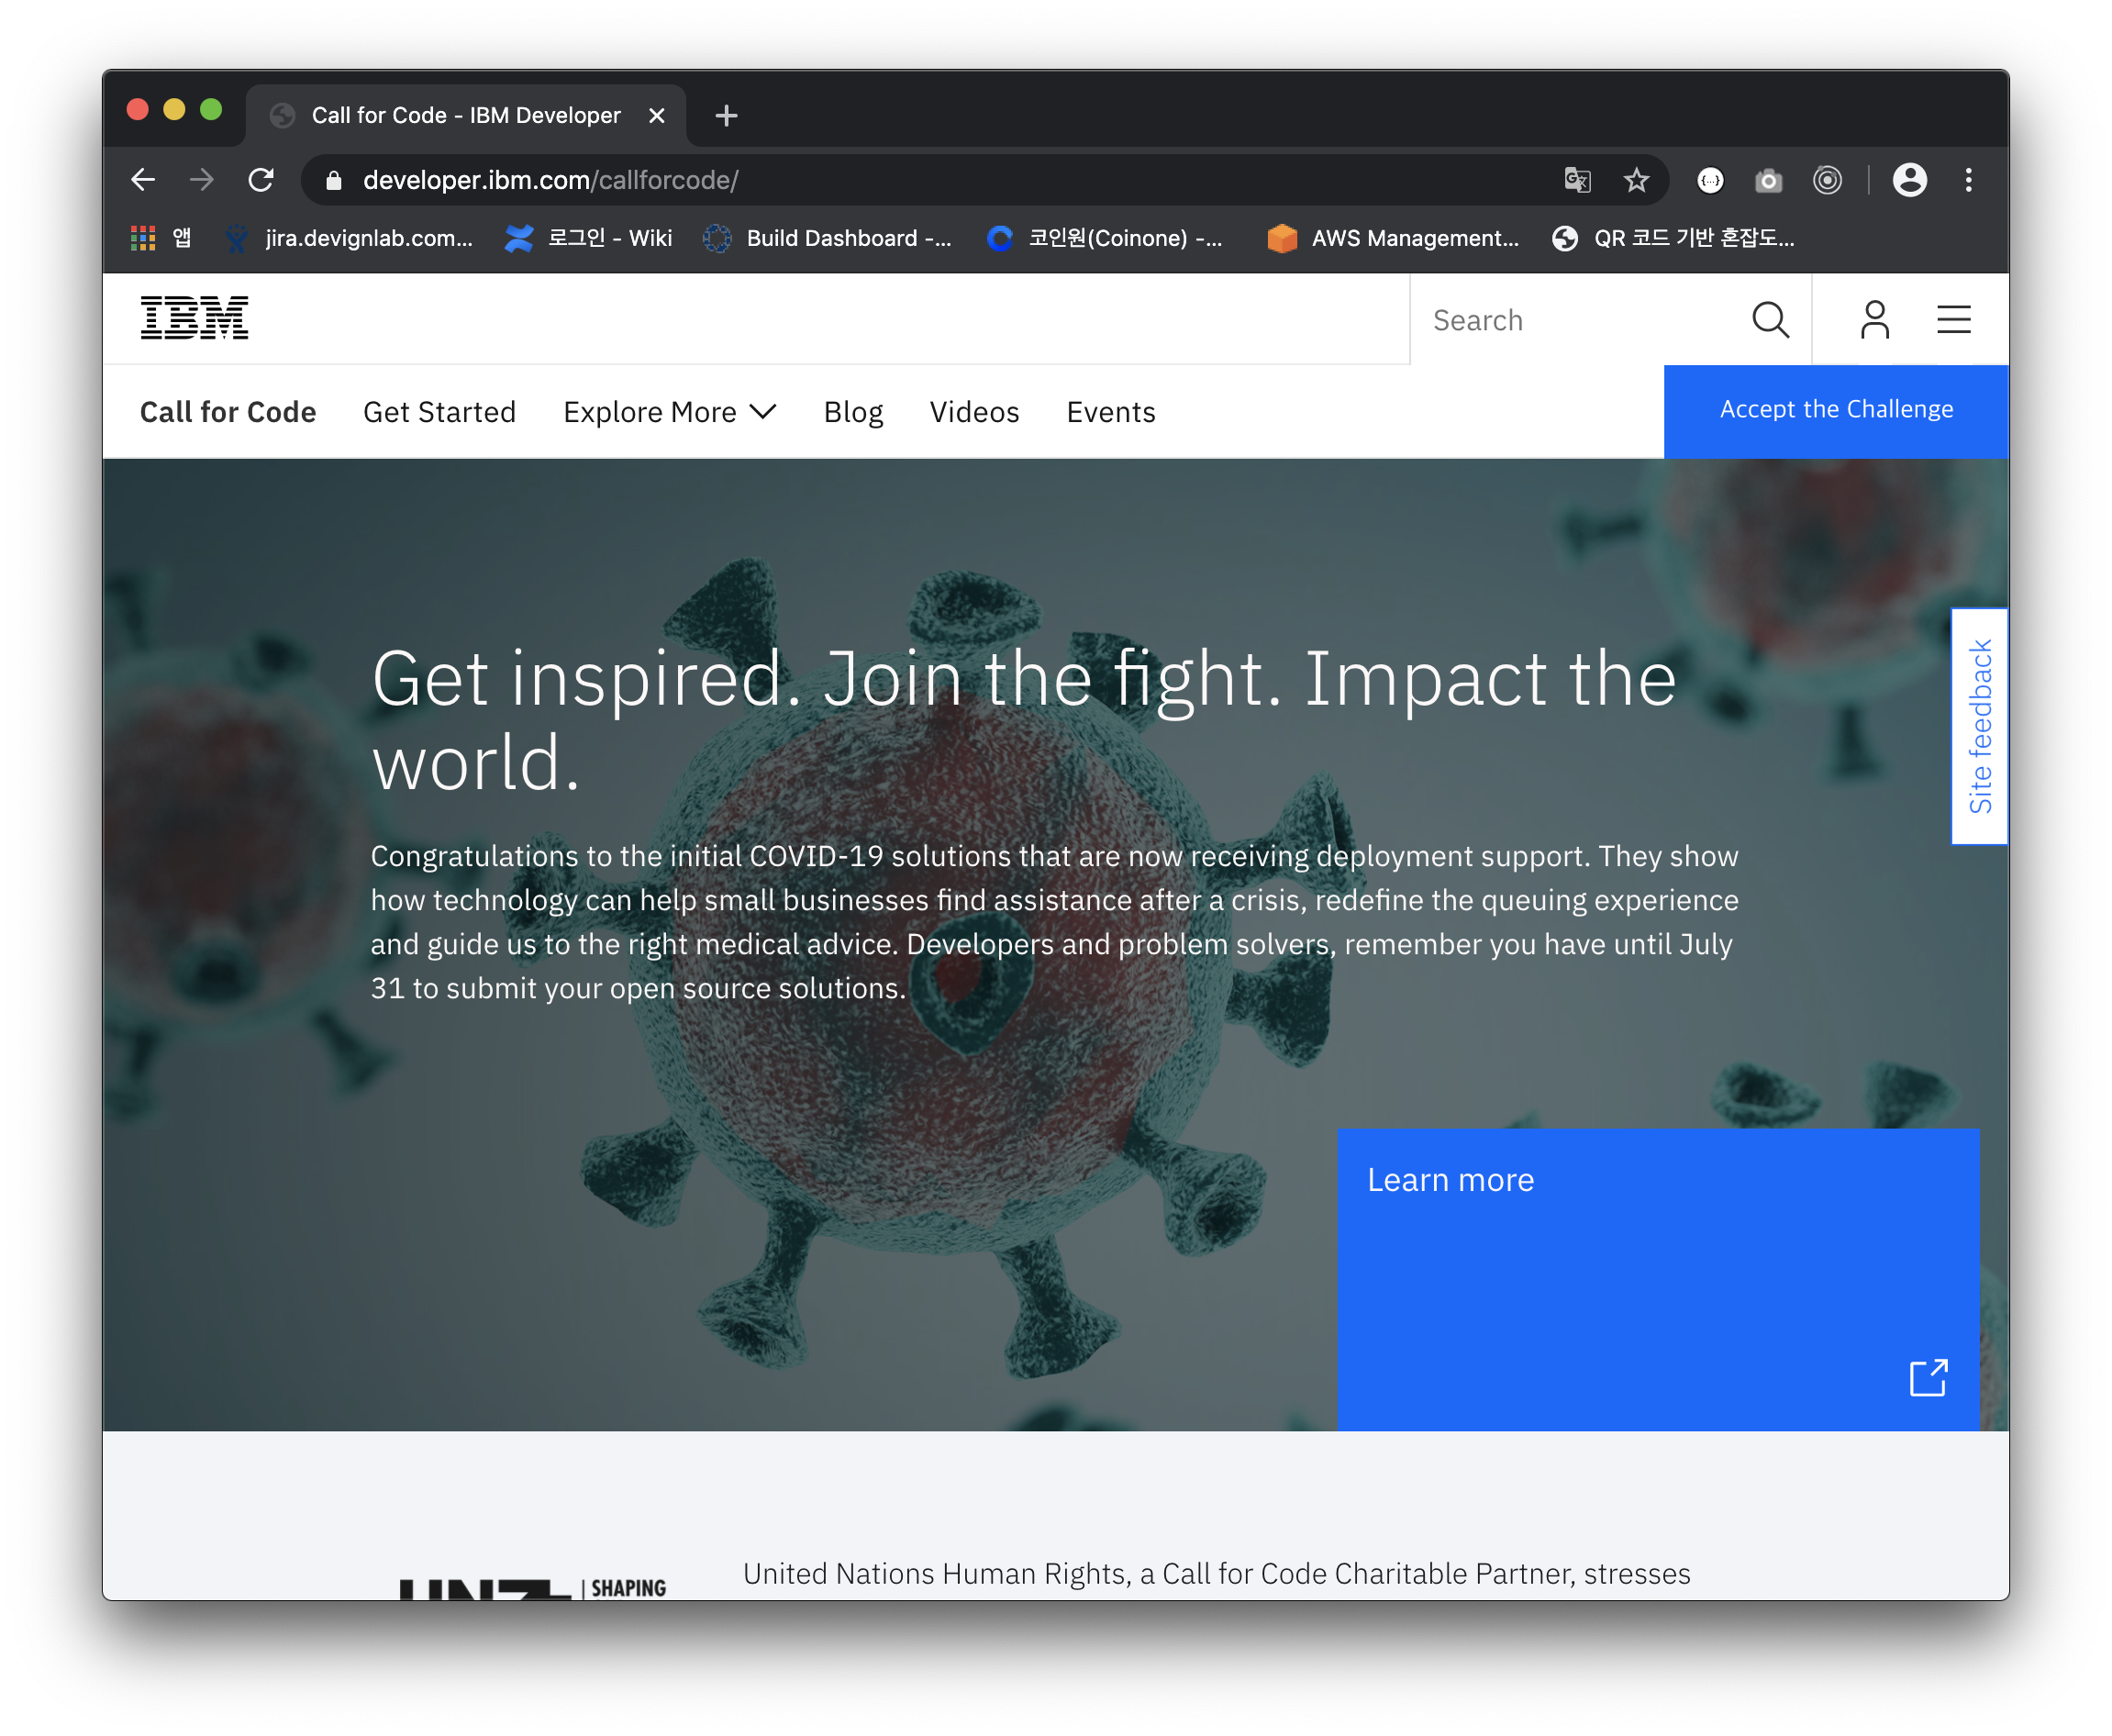 Call for Code - IBM Developer
developer.ibm.com/callforcode/
앱 jira.devignlab.com... 로그인 - Wiki Build Dashboard -... 코인원(Coinone) -... AWS Management... QR 코드 기반 혼잡도...
IBM Search
Call for Code Get Started Explore More Blog Videos Events Accept the Challenge
Get inspired. Join the fight. Impact the
world.
Site feedback
Congratulations to the initial COVID-19 solutions that are now receiving deployment support. They show
how technology can help small businesses find assistance after a crisis, redefine the queuing experience
and guide us to the right medical advice. Developers and problem solvers, remember you have until July
31 to submit your open source solutions.
Learn more
United Nations Human Rights, a Call for Code Charitable Partner, stresses
SHAPING